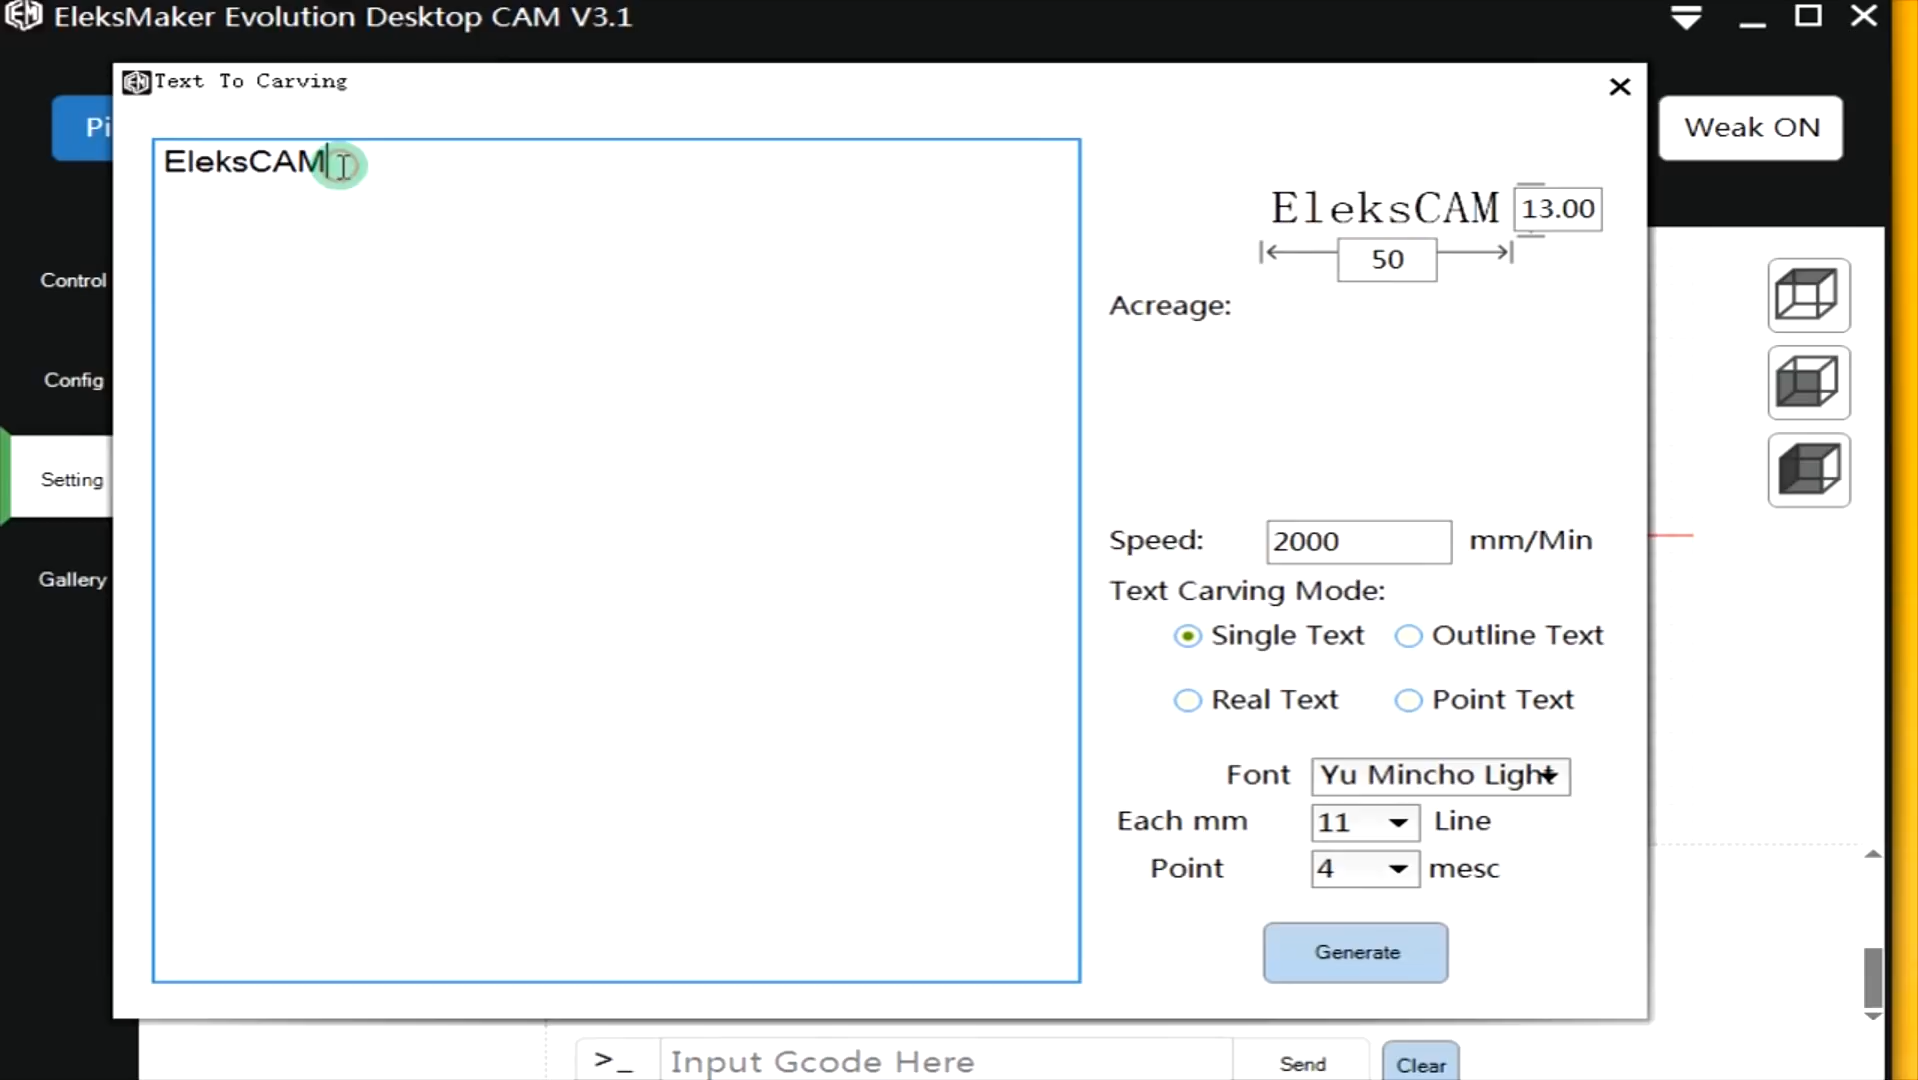 EleksMaker Evolution Desktop CAM V3.1
Text To Carving
Pi
Weak ON
EleksCAM
EleksCAM
13.00
50
Acreage:
Control
Config
Setting
Gallery
Speed: 2000 mm/Min
Text Carving Mode:
Single Text Outline Text
Real Text Point Text
Font Yu Mincho Light
Each mm 11 Line
Point 4 mesc
Generate
>_ Input Gcode Here Send Clear